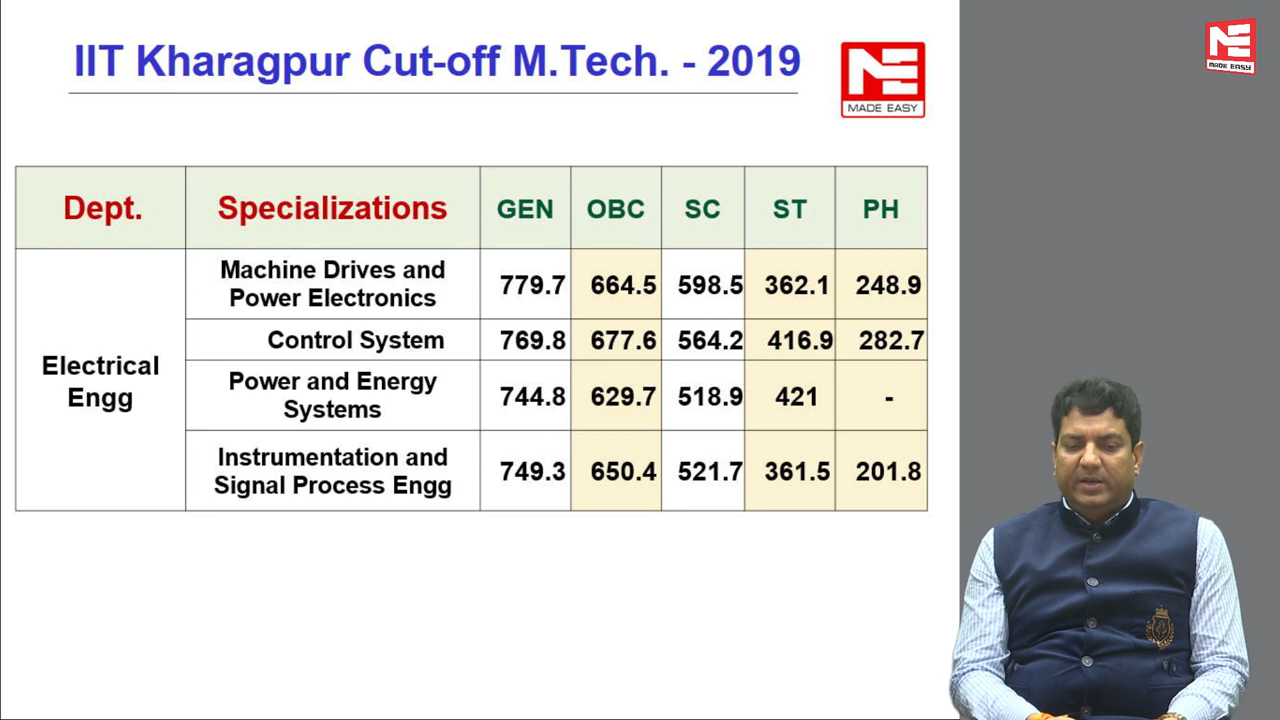 IIT Kharagpur Cut-off M.Tech. - 2019
ME
MADE EASY
ME
MADE EASY
Dept. Specializations GEN OBC SC ST PH
Electrical
Engg
Machine Drives and
Power Electronics
779.7 664.5 598.5 362.1 248.9
Control System 769.8 677.6 564.2 416.9 282.7
Power and Energy
Systems
744.8 629.7 518.9 421 -
Instrumentation and
Signal Process Engg
749.3 650.4 521.7 361.5 201.8